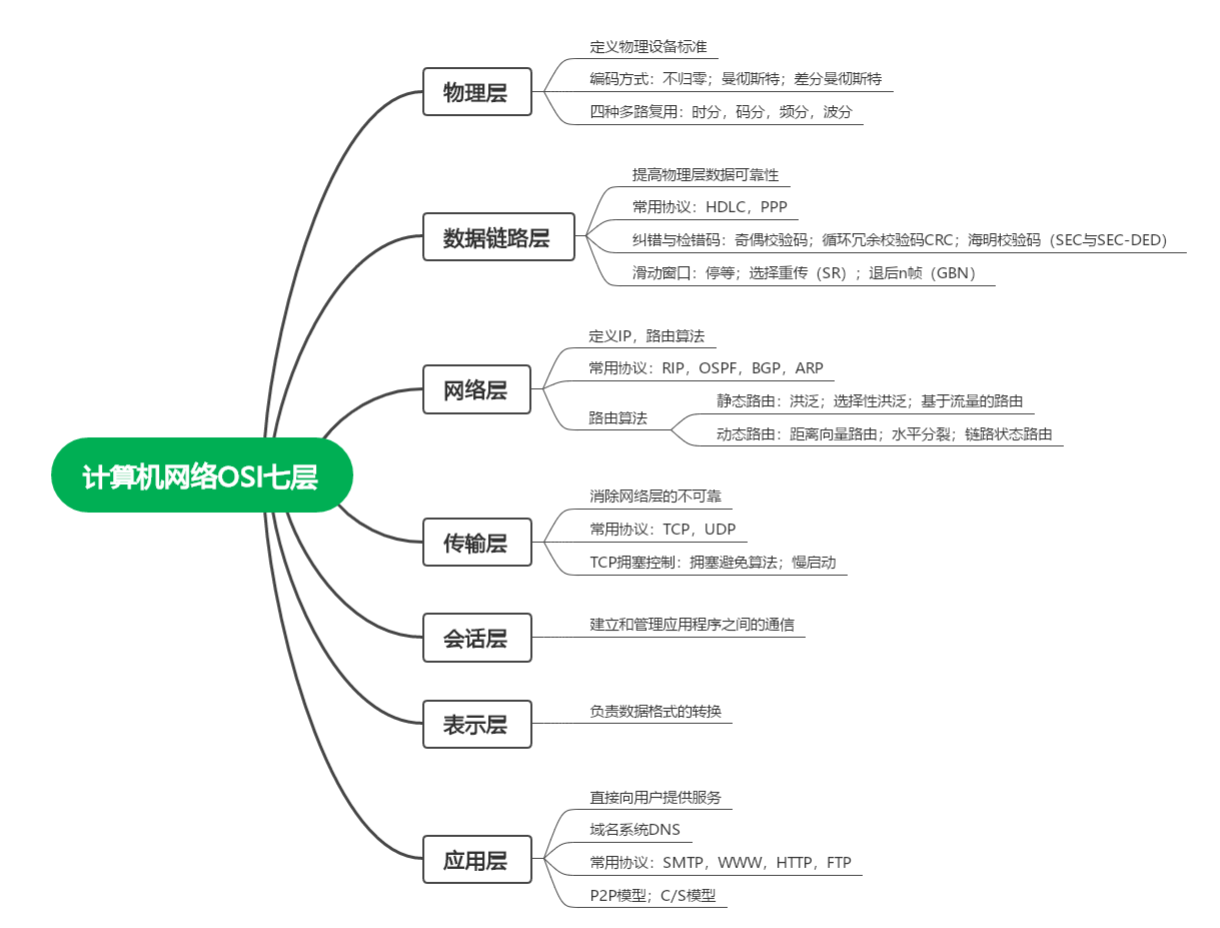 计算机网络OSI七层
物理层
定义物理设备标准
编码方式：不归零；曼彻斯特；差分曼彻斯特
四种多路复用：时分，码分，频分，波分
数据链路层
提高物理层数据可靠性
常用协议：HDLC，PPP
纠错与检错码：奇偶校验码；循环冗余校验码CRC；海明校验码（SEC与SEC-DED）
滑动窗口：停等；选择重传（SR）；退后n帧（GBN）
网络层
定义IP，路由算法
常用协议：RIP，OSPF，BGP，ARP
路由算法
静态路由：洪泛；选择性洪泛；基于流量的路由
动态路由：距离向量路由；水平分裂；链路状态路由
传输层
消除网络层的不可靠
常用协议：TCP，UDP
TCP拥塞控制：拥塞避免算法；慢启动
会话层
建立和管理应用程序之间的通信
表示层
负责数据格式的转换
应用层
直接向用户提供服务
域名系统DNS
常用协议：SMTP，WWW，HTTP，FTP
P2P模型；C/S模型